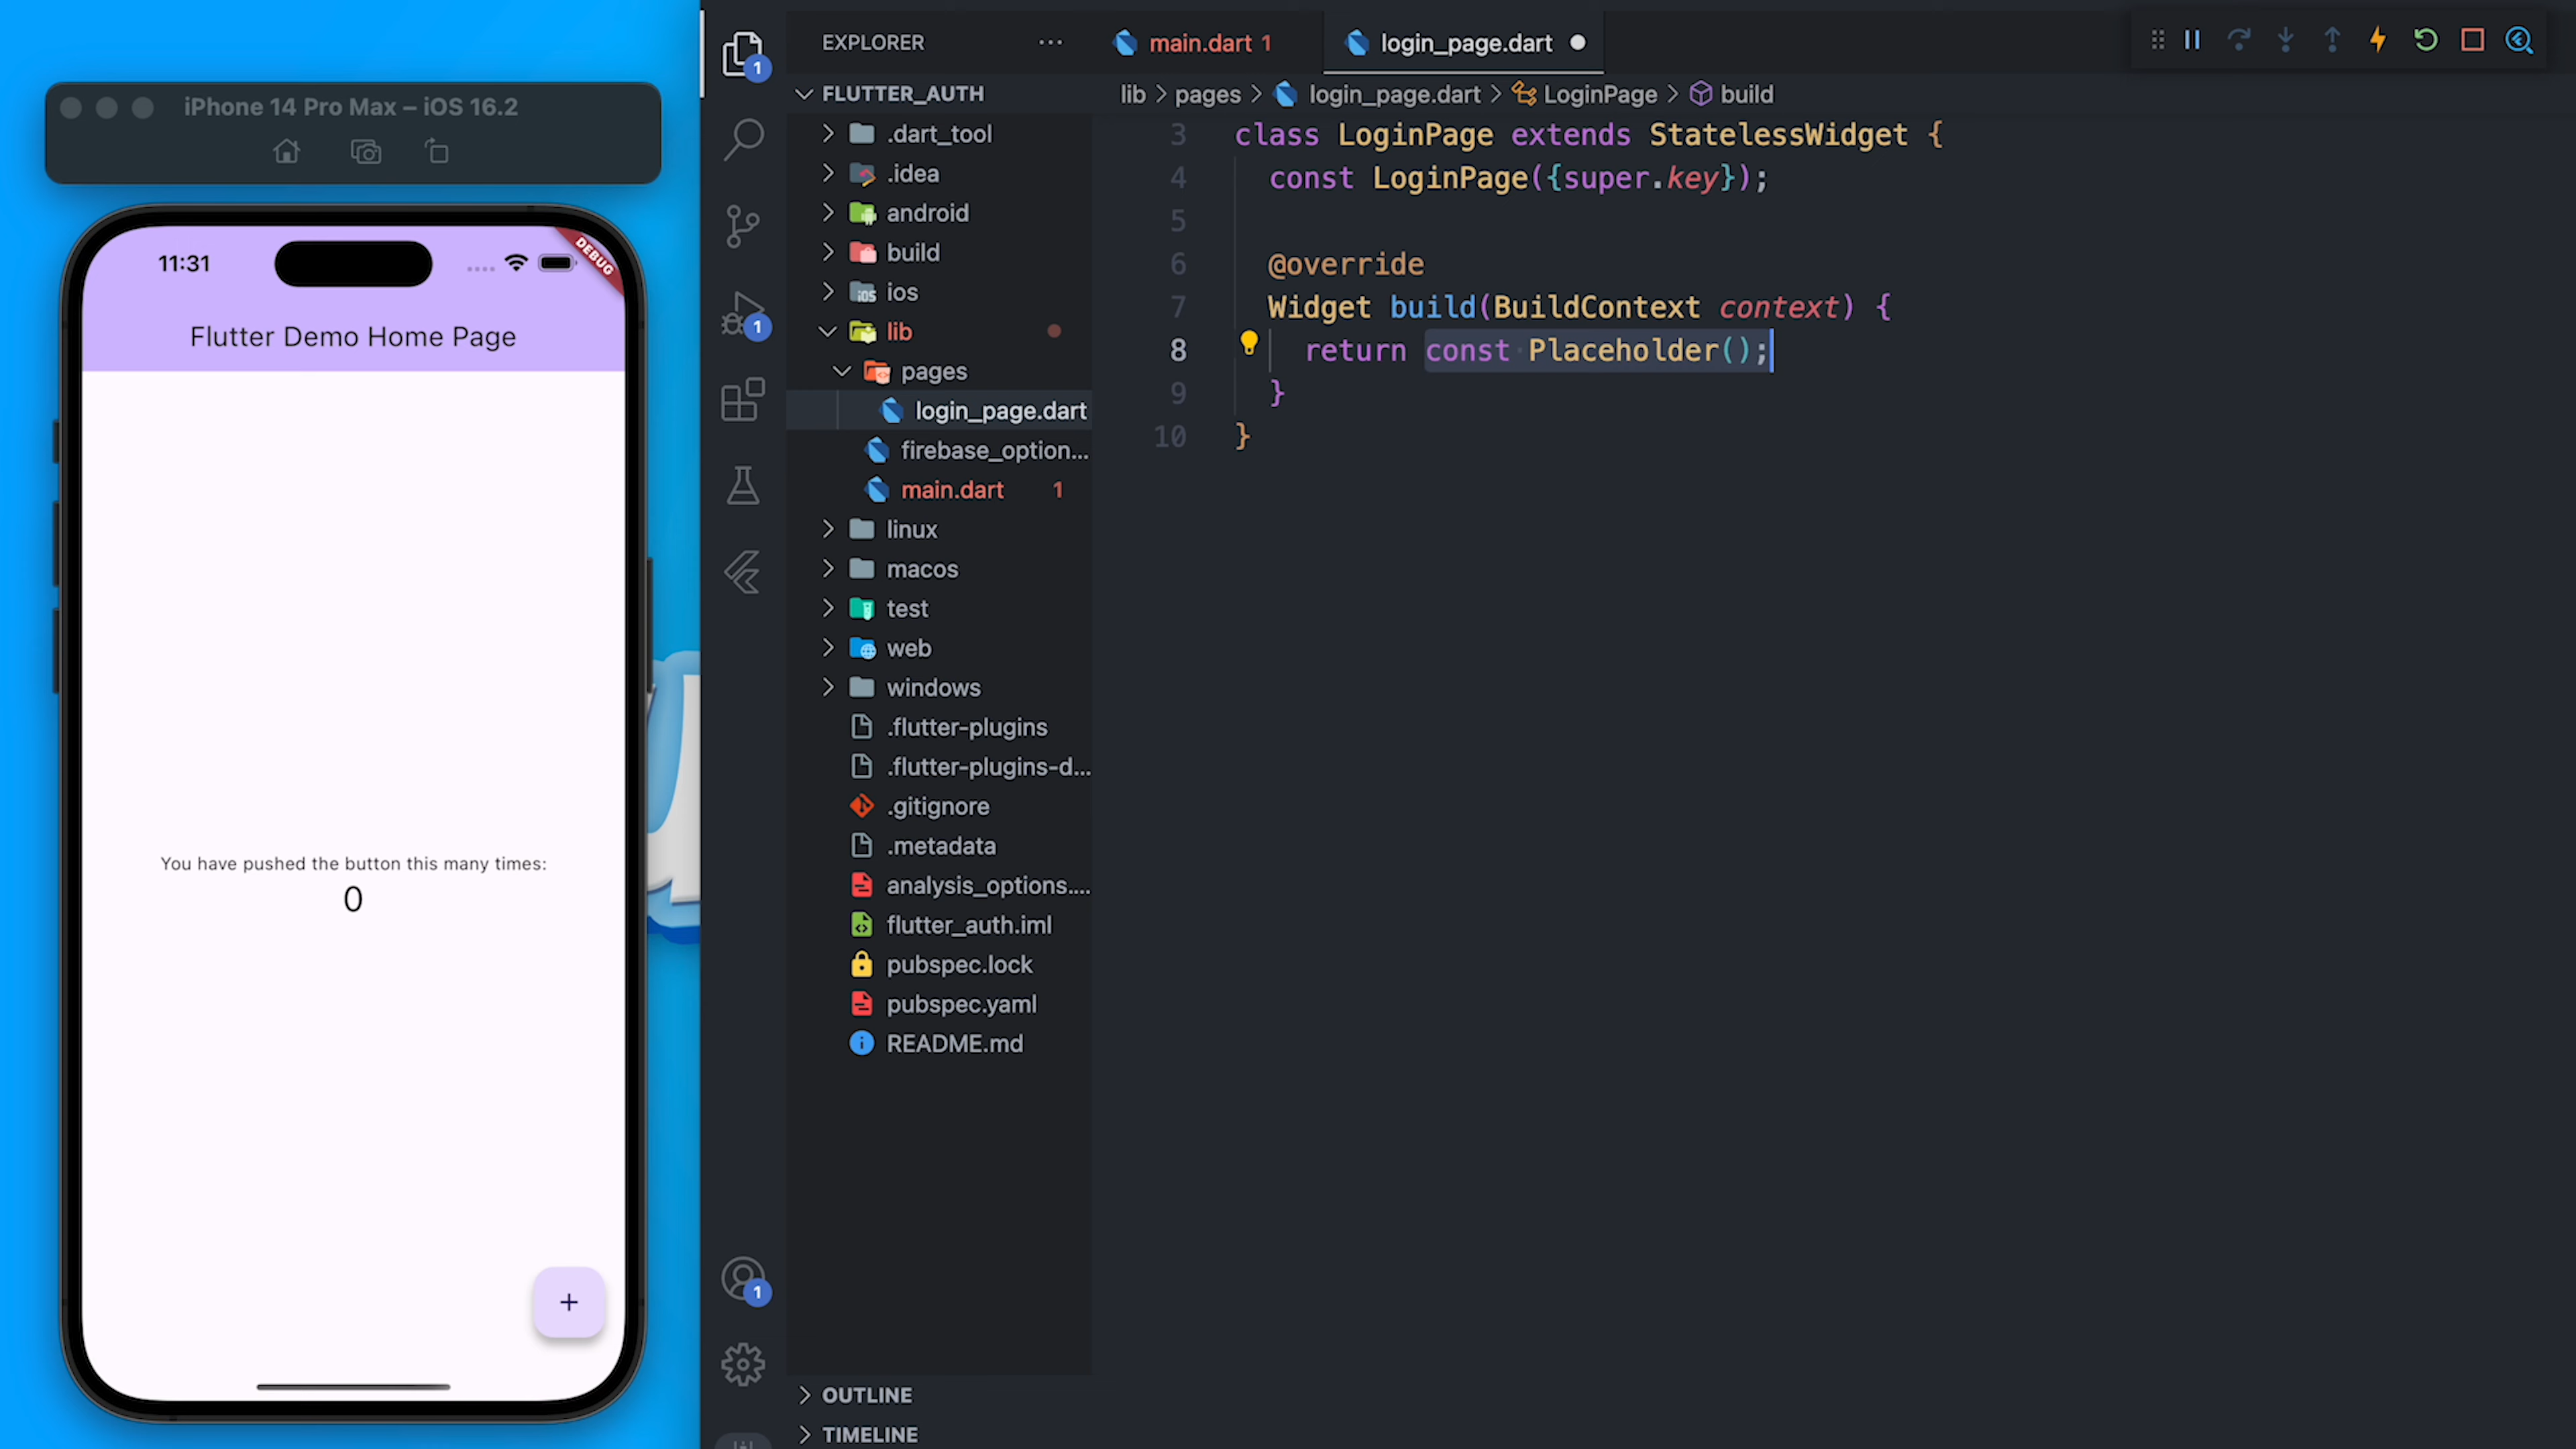 iPhone 14 Pro Max – iOS 16.2
11:31
DEBUG
Flutter Demo Home Page
You have pushed the button this many times:
0
+
1
1
1
EXPLORER
FLUTTER_AUTH
.dart_tool
.idea
android
build
ios
lib
pages
login_page.dart
firebase_option...
main.dart 1
linux
macos
test
web
windows
.flutter-plugins
.flutter-plugins-d...
.gitignore
.metadata
analysis_options....
flutter_auth.iml
pubspec.lock
pubspec.yaml
README.md
OUTLINE
TIMELINE
main.dart 1
login_page.dart
lib > pages > login_page.dart > LoginPage > build
3 class LoginPage extends StatelessWidget {
4 const LoginPage({super.key});
5
6 @override
7 Widget build(BuildContext context) {
8 return const Placeholder();
9 }
10 }